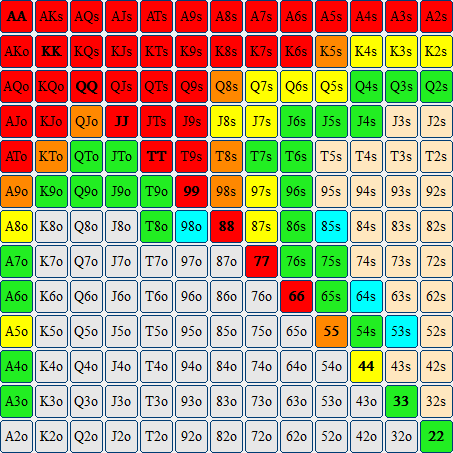 AA AKs AQs AJs ATs A9s A8s A7s A6s A5s A4s A3s A2s
AKo KK KQs KJs KTs K9s K8s K7s K6s K5s K4s K3s K2s
AQo KQo QQ QJs QTs Q9s Q8s Q7s Q6s Q5s Q4s Q3s Q2s
AJo KJo QJo JJ JTs J9s J8s J7s J6s J5s J4s J3s J2s
ATo KTo QTo JTo TT T9s T8s T7s T6s T5s T4s T3s T2s
A9o K9o Q9o J9o T9o 99 98s 97s 96s 95s 94s 93s 92s
A8o K8o Q8o J8o T8o 98o 88 87s 86s 85s 84s 83s 82s
A7o K7o Q7o J7o T7o 97o 87o 77 76s 75s 74s 73s 72s
A6o K6o Q6o J6o T6o 96o 86o 76o 66 65s 64s 63s 62s
A5o K5o Q5o J5o T5o 95o 85o 75o 65o 55 54s 53s 52s
A4o K4o Q4o J4o T4o 94o 84o 74o 64o 54o 44 43s 42s
A3o K3o Q3o J3o T3o 93o 83o 73o 63o 53o 43o 33 32s
A2o K2o Q2o J2o T2o 92o 82o 72o 62o 52o 42o 32o 22